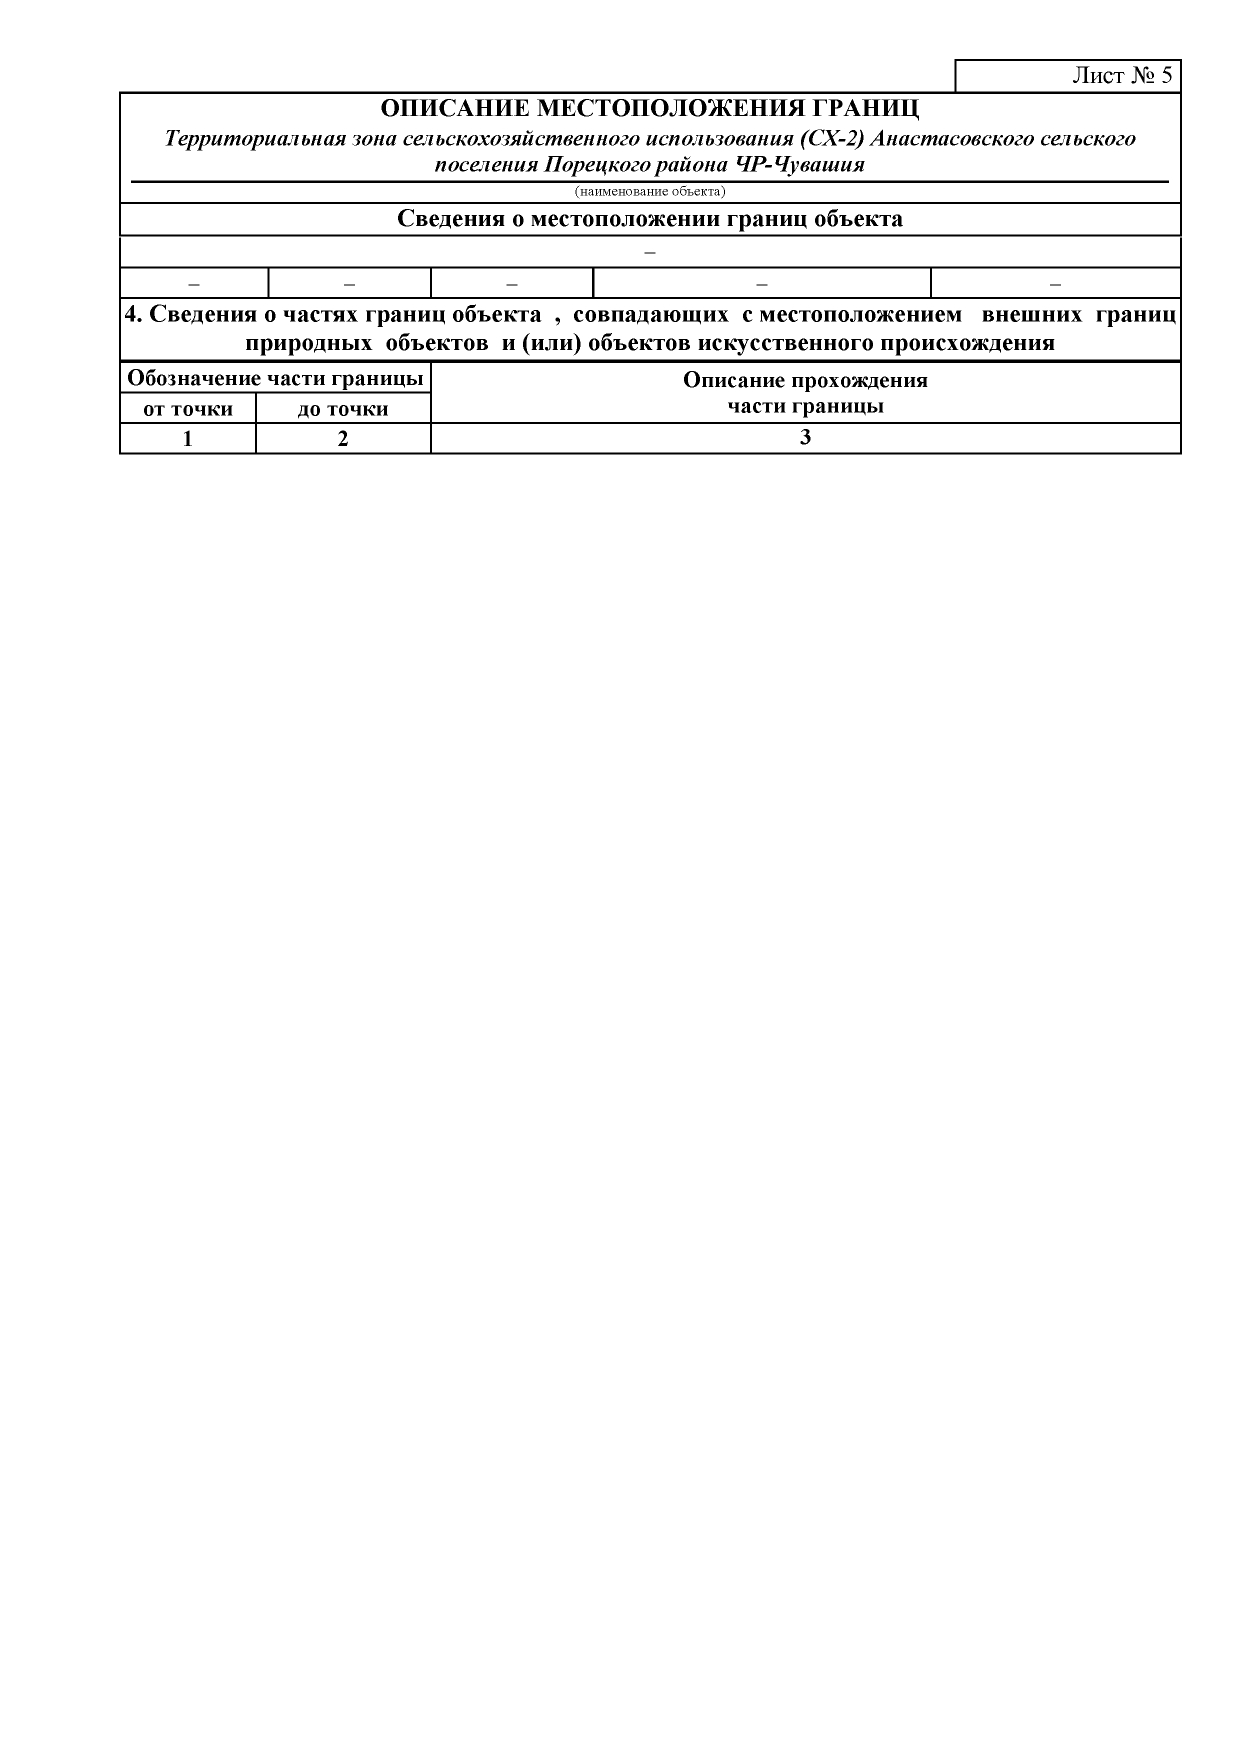 Лист № 5
ОПИСАНИЕ МЕСТОПОЛОЖЕНИЯ ГРАНИЦ
Территориальная зона сельскохозяйственного использования (СХ-2) Анастасовского сельского
поселения Порецкого района ЧР-Чувашия
(наименование объекта)
Сведения о местоположении границ объекта
–
– – – – –
4. Сведения о частях границ объекта , совпадающих с местоположением внешних границ
природных объектов и (или) объектов искусственного происхождения
Обозначение части границы
Описание прохождения
части границы
от точки до точки
1 2 3